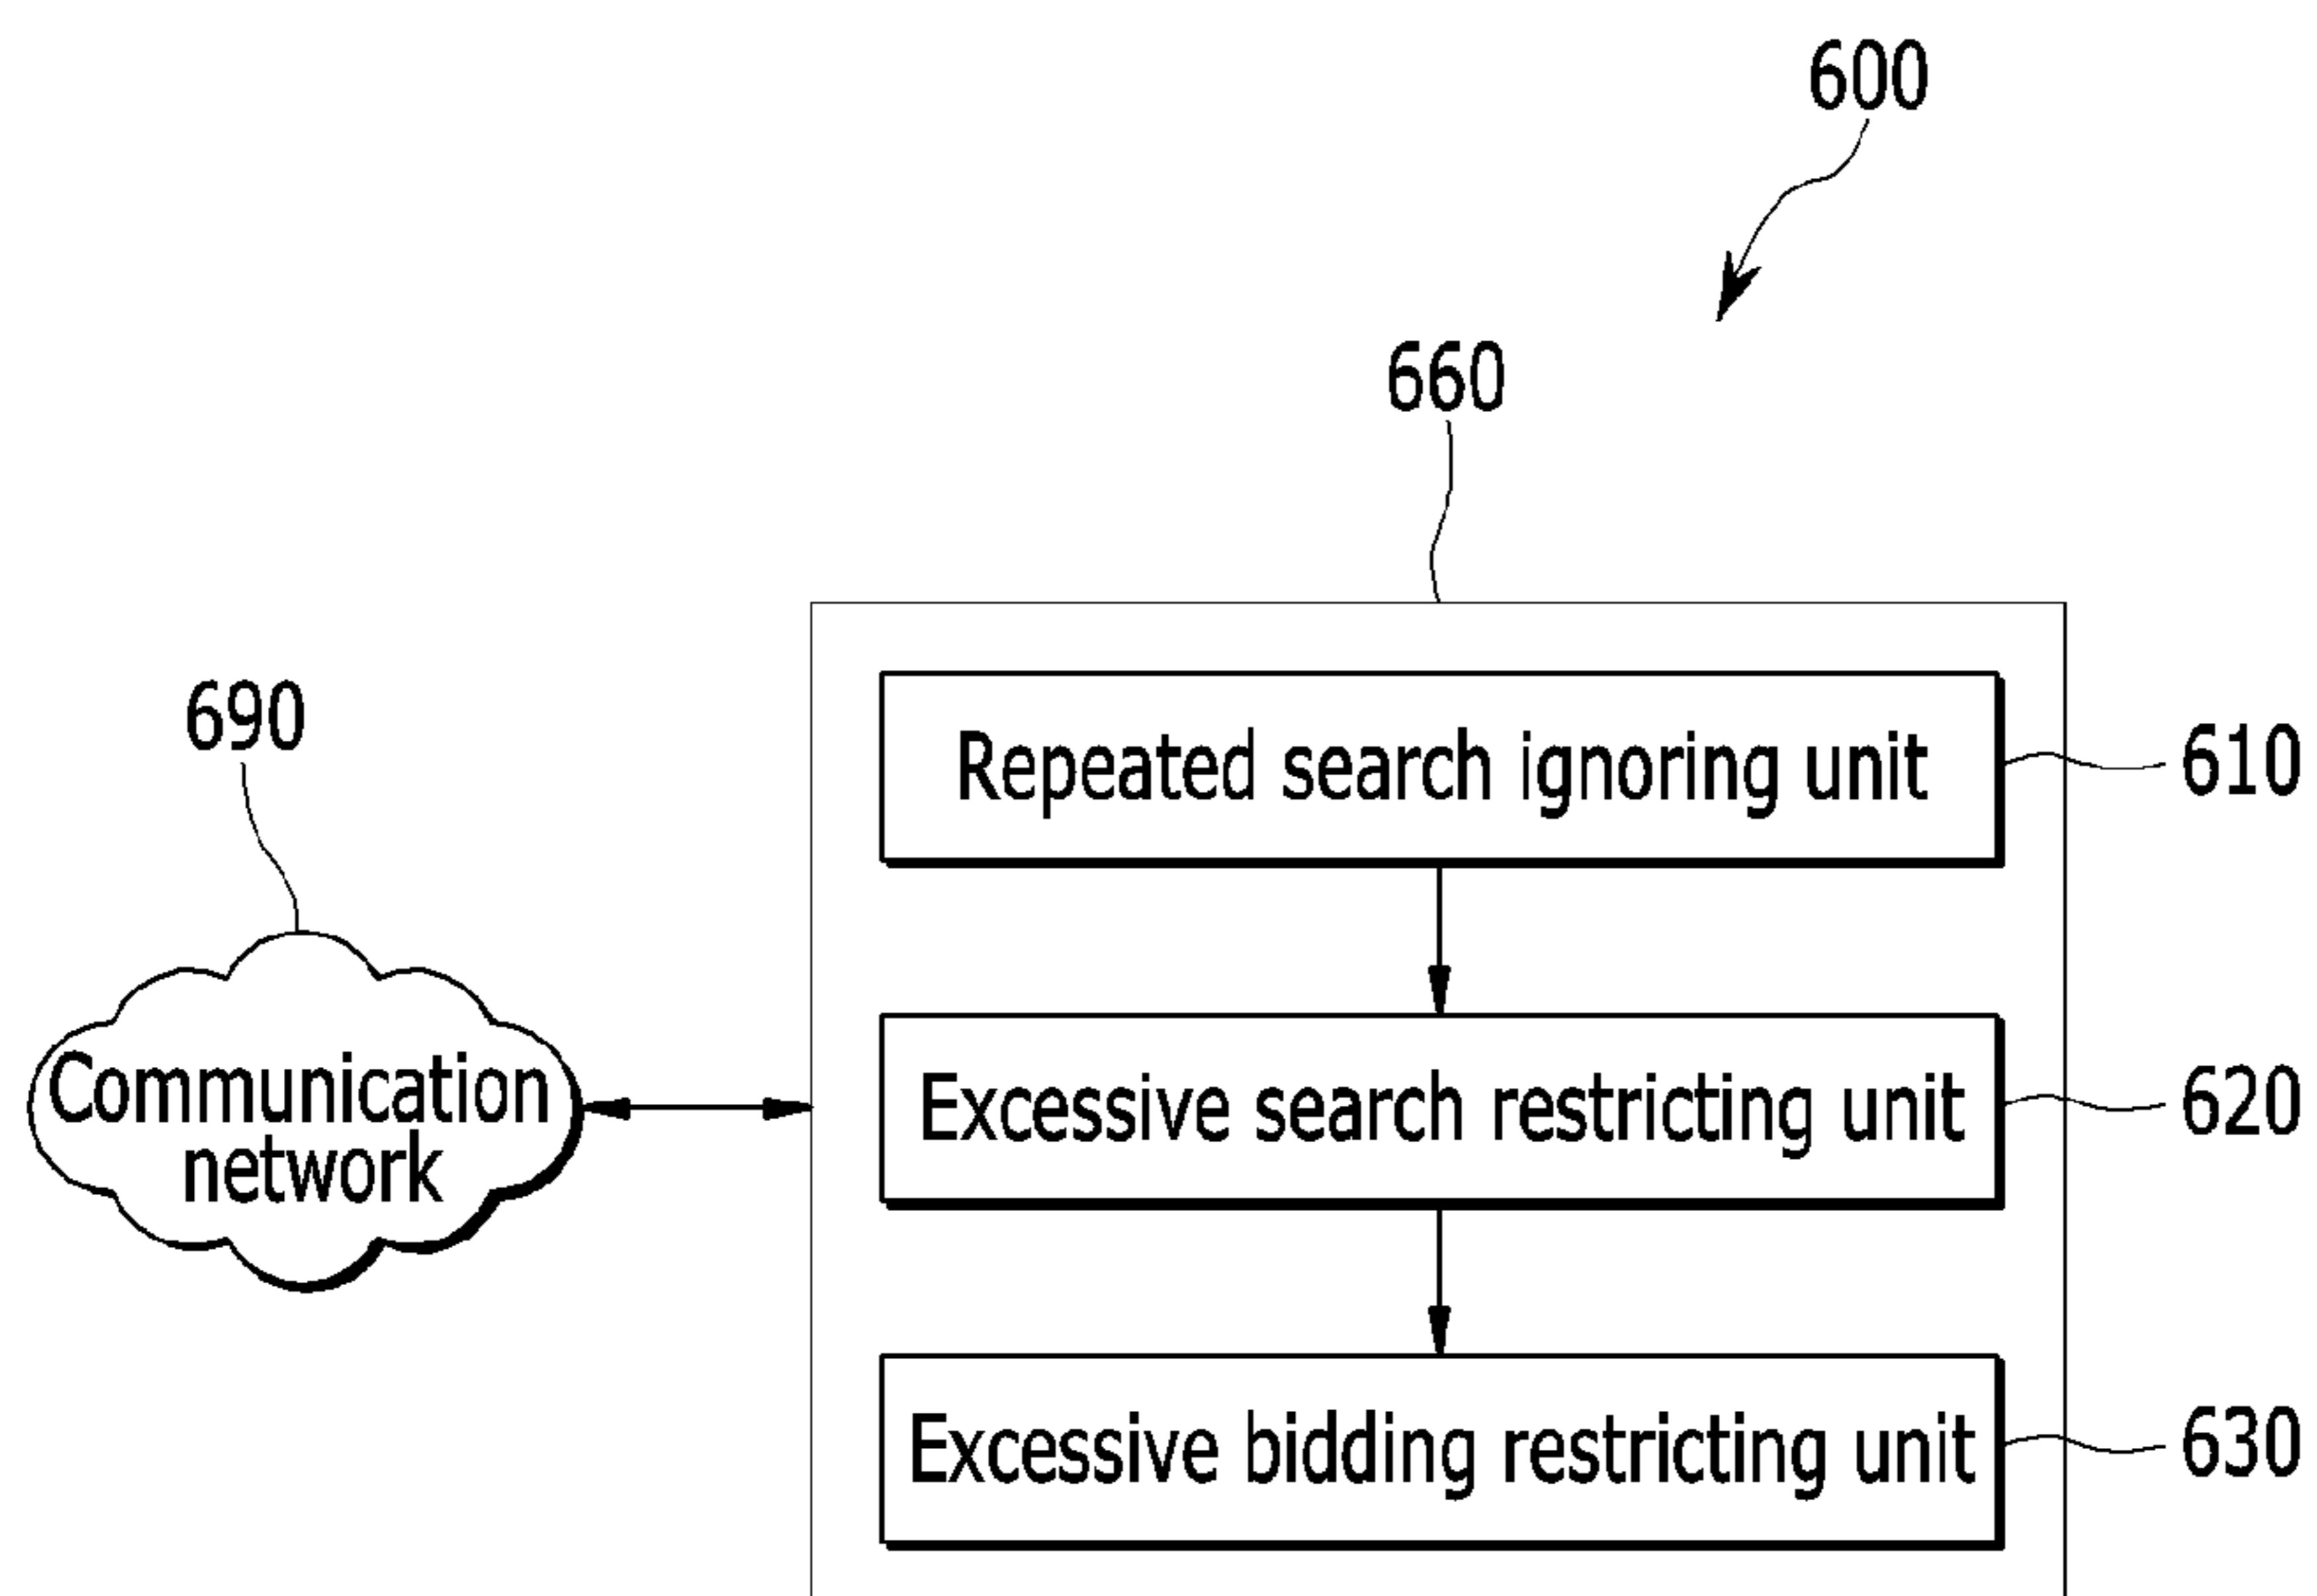 600
660
690
Repeated search ignoring unit
610
Communication
network
Excessive search restricting unit
620
Excessive bidding restricting unit
630